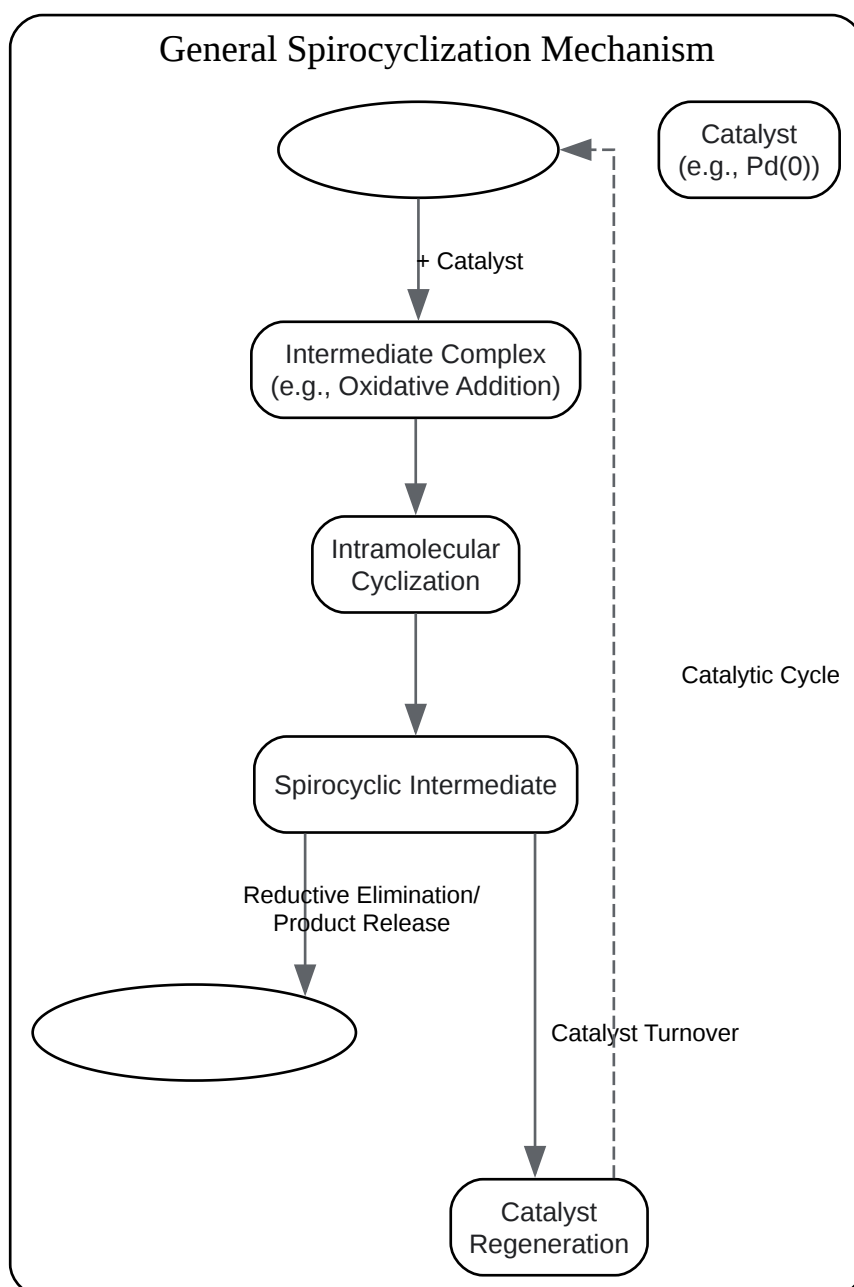 General Spirocyclization Mechanism
Catalyst
(e.g., Pd(0))
+ Catalyst
Intermediate Complex
(e.g., Oxidative Addition)
Intramolecular
Cyclization
Catalytic Cycle
Spirocyclic Intermediate
Reductive Elimination/
Product Release
Catalyst Turnover
Catalyst
Regeneration